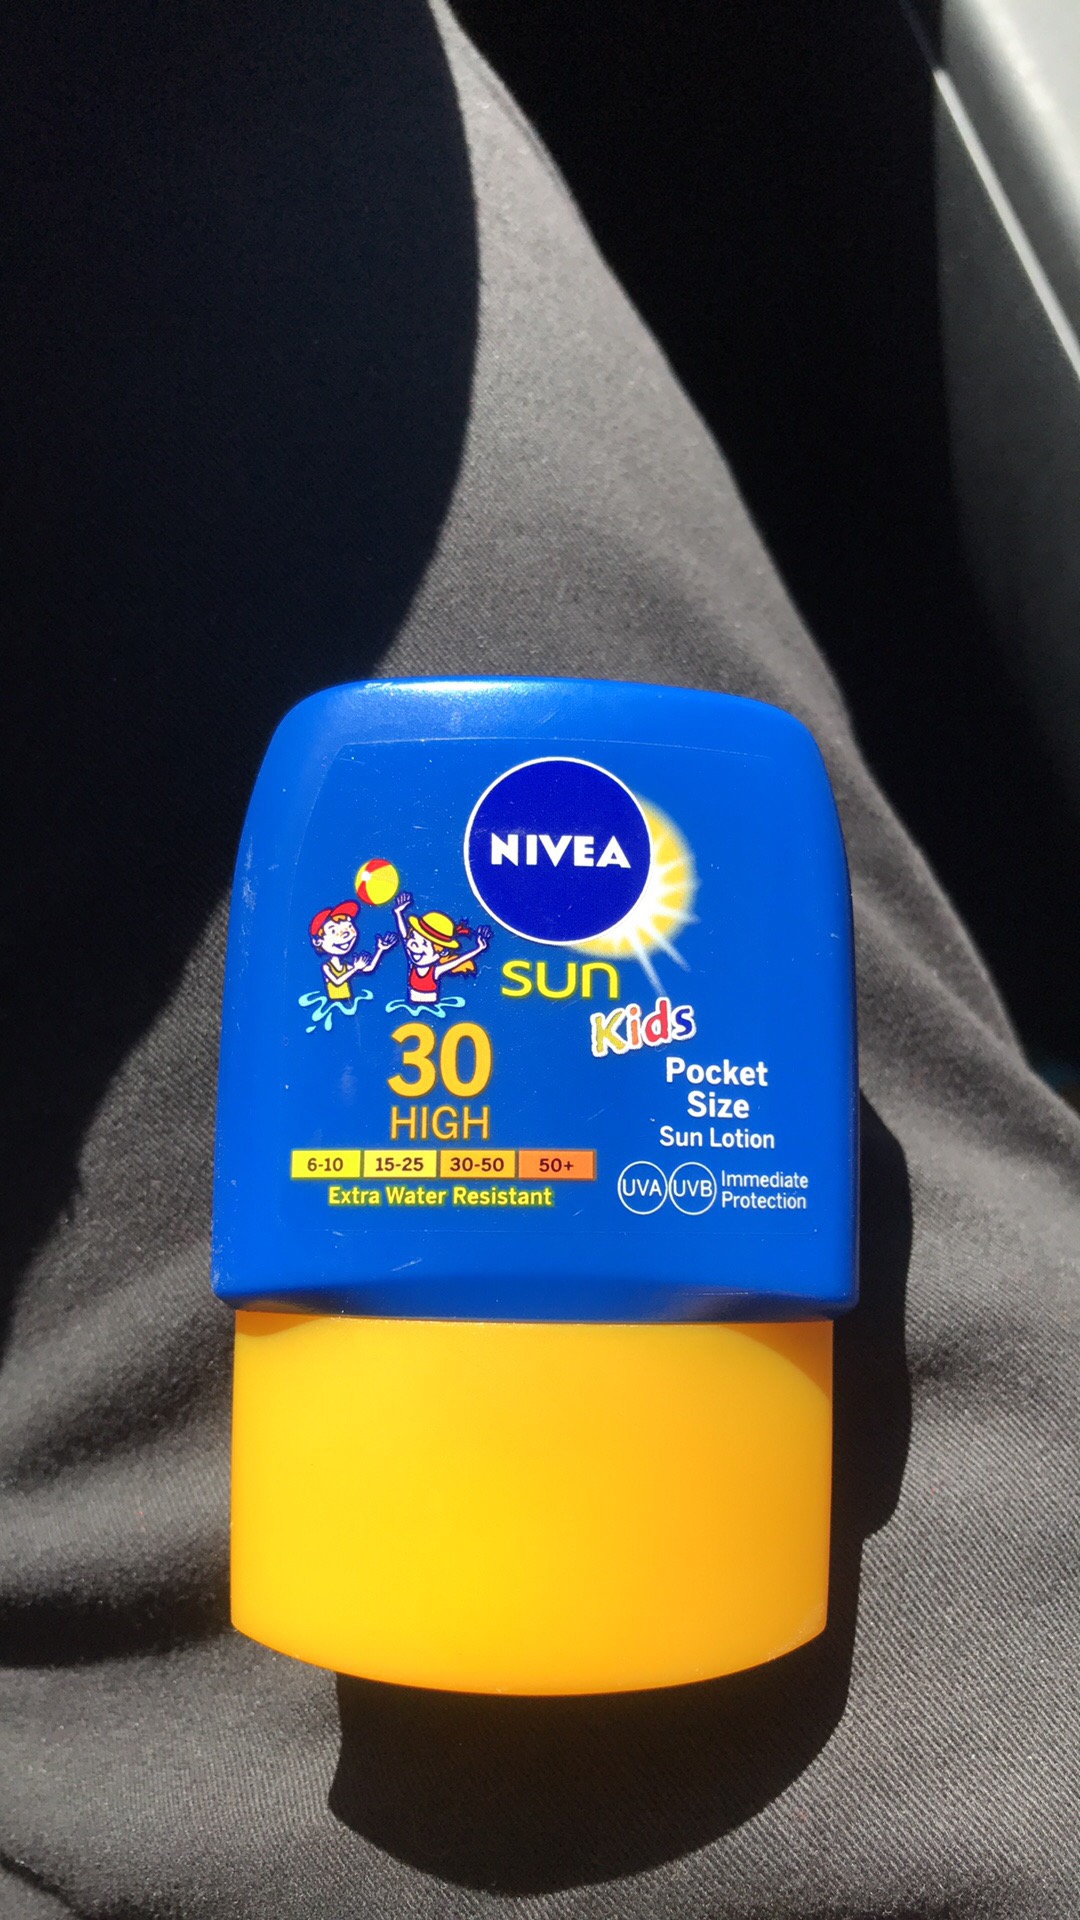 NIVEA
sun
Kids
30
HIGH
6-10 15-25 30-50 50+
Extra Water Resistant
Pocket
Size
Sun Lotion
UVA UVB Immediate
Protection